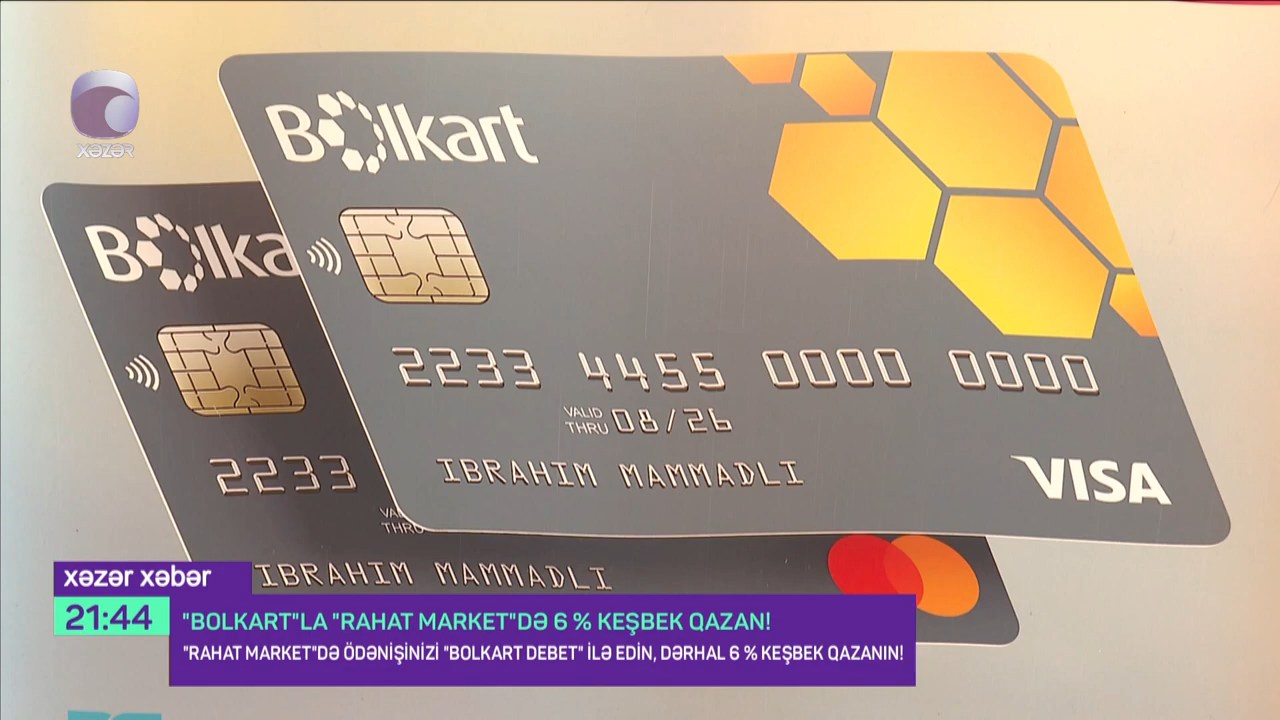 XƏZƏR
Bolkart
2233 4455 0000 0000
VALID THRU 08/26
IBRAHIM MAMMADLI
VISA
Bolka
2233
VA
THRU
IBRAHIM MAMMADLI
xəzər xəbər
21:44
"BOLKART"LA "RAHAT MARKET"DƏ 6 % KEŞBEK QAZAN!
"RAHAT MARKET"DƏ ÖDƏNİŞİNİZİ "BOLKART DEBET" İLƏ EDİN, DƏRHAL 6 % KEŞBEK QAZANIN!